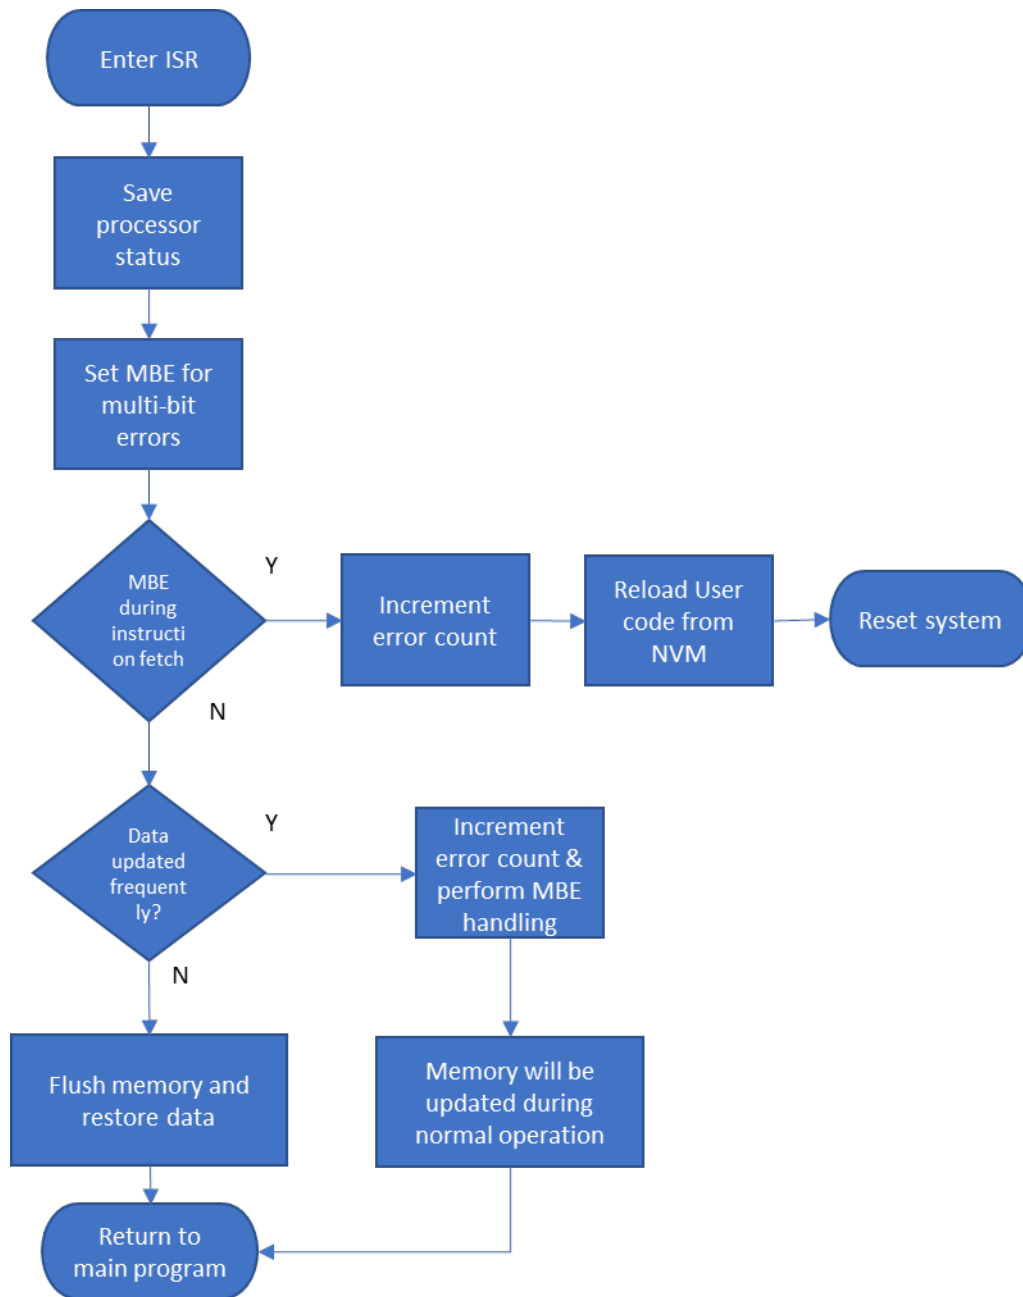 Enter ISR
Save
processor
status
Set MBE for
multi-bit
errors
MBE
during
instructi
on fetch
Y
Increment
error count
Reload User
code from
NVM
Reset system
N
Data
updated
frequent
ly?
Y
Increment
error count &
perform MBE
handling
N
Flush memory and
restore data
Memory will be
updated during
normal operation
Return to
main program